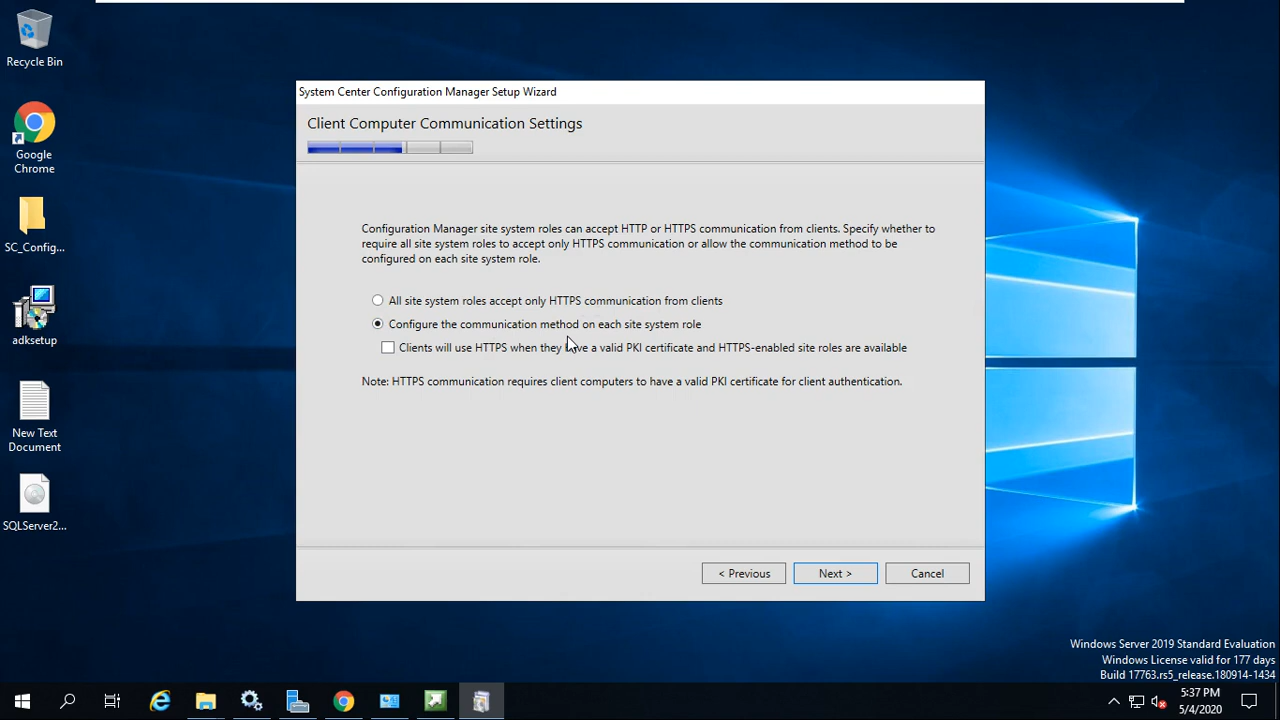 Recycle Bin
Google
Chrome
SC_Config...
adksetup
New Text
Document
SQLServer2...
System Center Configuration Manager Setup Wizard
Client Computer Communication Settings
Configuration Manager site system roles can accept HTTP or HTTPS communication from clients. Specify whether to
require all site system roles to accept only HTTPS communication or allow the communication method to be
configured on each site system role.
All site system roles accept only HTTPS communication from clients
Configure the communication method on each site system role
Clients will use HTTPS when they have a valid PKI certificate and HTTPS-enabled site roles are available
Note: HTTPS communication requires client computers to have a valid PKI certificate for client authentication.
< Previous
Next >
Cancel
Windows Server 2019 Standard Evaluation
Windows License valid for 177 days
Build 17763.rs5_release.180914-1434
5:37 PM
5/4/2020